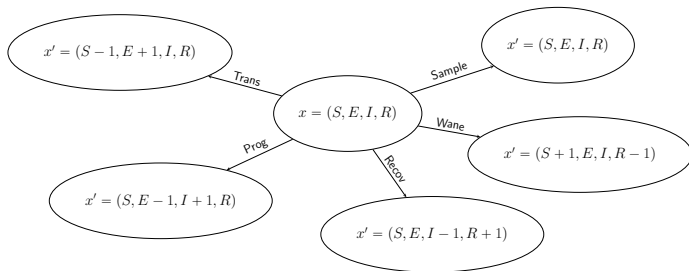 x′ = (S, E, I, R)
x′ = (S − 1, E + 1, I, R)
Trans
Sample
x = (S, E, I, R)
Wane
Prog
Recov
x′ = (S + 1, E, I, R − 1)
x′ = (S, E − 1, I + 1, R)
x′ = (S, E, I − 1, R + 1)